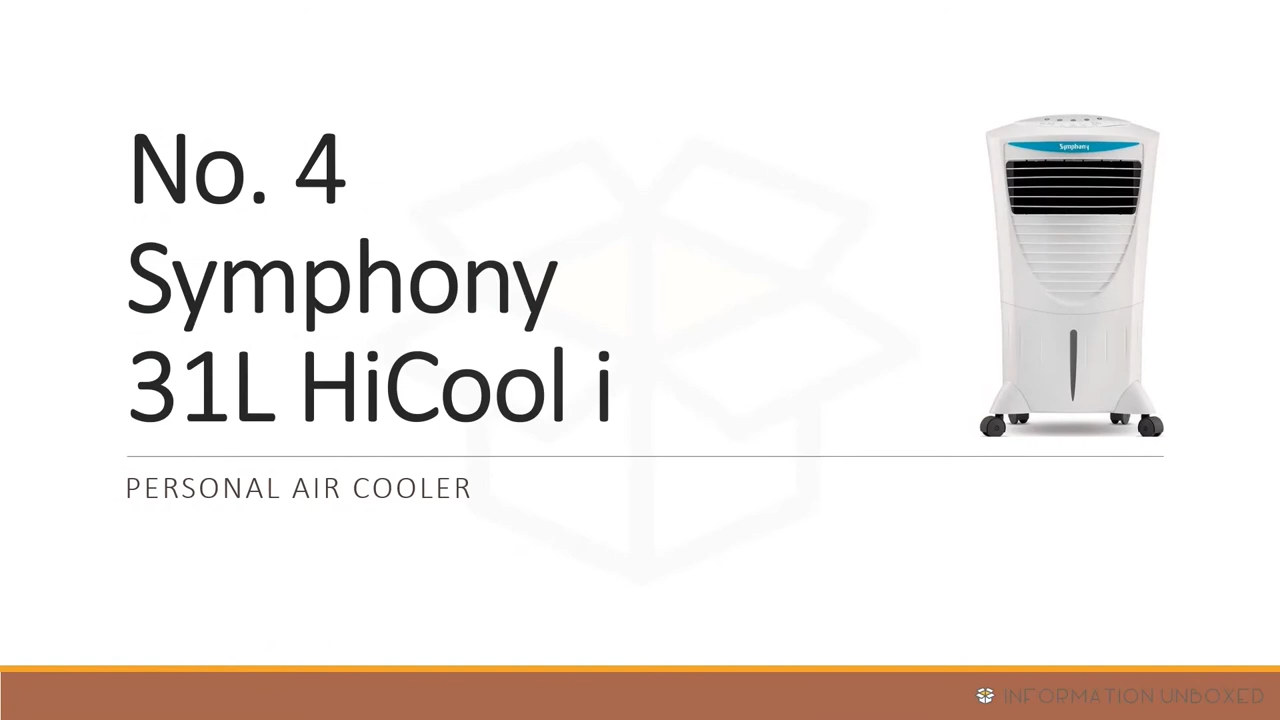 No. 4
Symphony
31L HiCool i
PERSONAL AIR COOLER
Symphony
INFORMATION UNBOXED